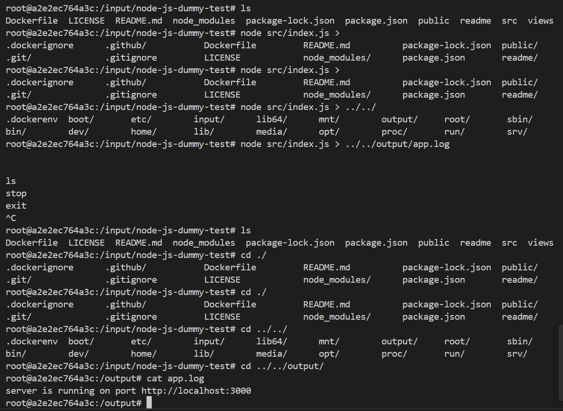 root@a2e2ec764a3c:/input/node-js-dummy-test# ls
Dockerfile  LICENSE  README.md  node_modules  package-lock.json  package.json  public  readme  src  views
root@a2e2ec764a3c:/input/node-js-dummy-test# node src/index.js >
.dockerignore  .github/  Dockerfile  README.md  package-lock.json  public/
.git/  .gitignore  LICENSE  node_modules/  package.json  readme/
root@a2e2ec764a3c:/input/node-js-dummy-test# node src/index.js >
.dockerignore  .github/  Dockerfile  README.md  package-lock.json  public/
.git/  .gitignore  LICENSE  node_modules/  package.json  readme/
root@a2e2ec764a3c:/input/node-js-dummy-test# node src/index.js > ../../
.dockerenv  boot/  etc/  input/  lib64/  mnt/  output/  root/  sbin/
bin/  dev/  home/  lib/  media/  opt/  proc/  run/  srv/
root@a2e2ec764a3c:/input/node-js-dummy-test# node src/index.js > ../../output/app.log
ls
stop
exit
^C
root@a2e2ec764a3c:/input/node-js-dummy-test# ls
Dockerfile  LICENSE  README.md  node_modules  package-lock.json  package.json  public  readme  src  views
root@a2e2ec764a3c:/input/node-js-dummy-test# cd ./
.dockerignore  .github/  Dockerfile  README.md  package-lock.json  public/
.git/  .gitignore  LICENSE  node_modules/  package.json  readme/
root@a2e2ec764a3c:/input/node-js-dummy-test# cd ./
.dockerignore  .github/  Dockerfile  README.md  package-lock.json  public/
.git/  .gitignore  LICENSE  node_modules/  package.json  readme/
root@a2e2ec764a3c:/input/node-js-dummy-test# cd ../../
.dockerenv  boot/  etc/  input/  lib64/  mnt/  output/  root/  sbin/
bin/  dev/  home/  lib/  media/  opt/  proc/  run/  srv/
root@a2e2ec764a3c:/input/node-js-dummy-test# cd ../../output/
root@a2e2ec764a3c:/output# cat app.log
server is running on port http://localhost:3000
root@a2e2ec764a3c:/output#